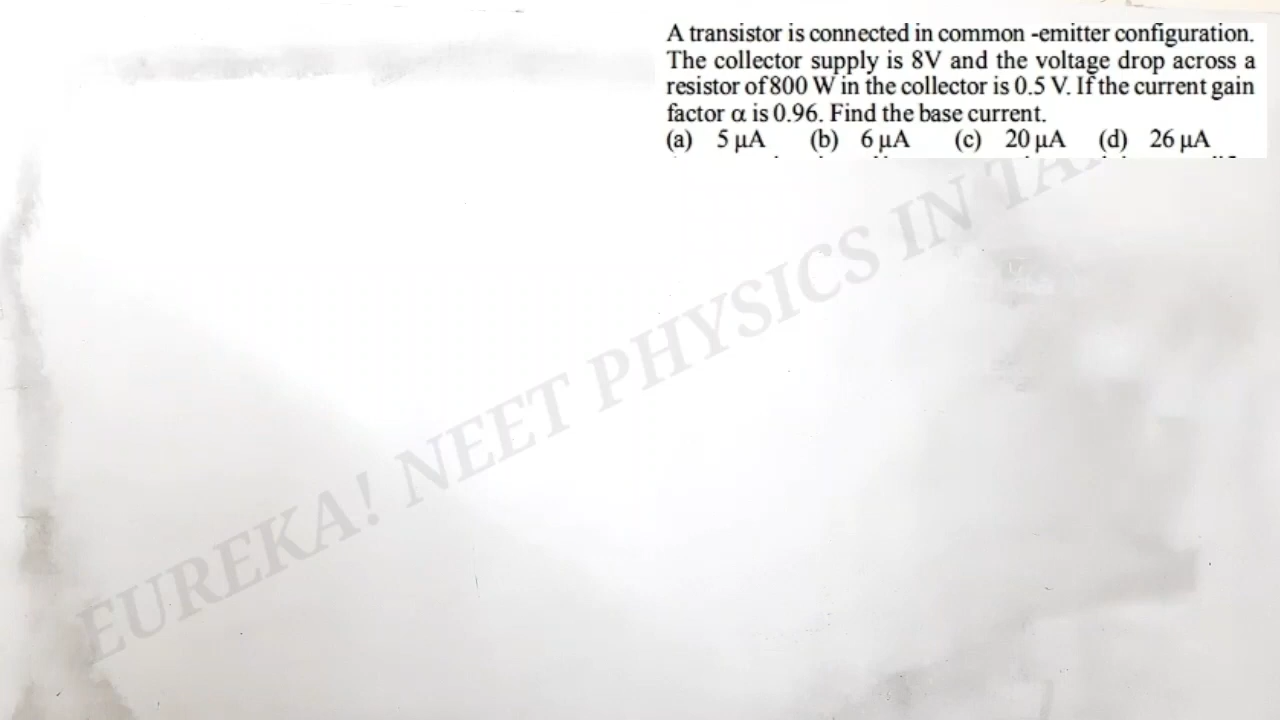 A transistor is connected in common -emitter configuration.
The collector supply is 8V and the voltage drop across a
resistor of 800 W in the collector is 0.5 V. If the current gain
factor α is 0.96. Find the base current.
(a) 5 μA (b) 6 μA (c) 20 μA (d) 26 μA
EUREKA! NEET PHYSICS IN